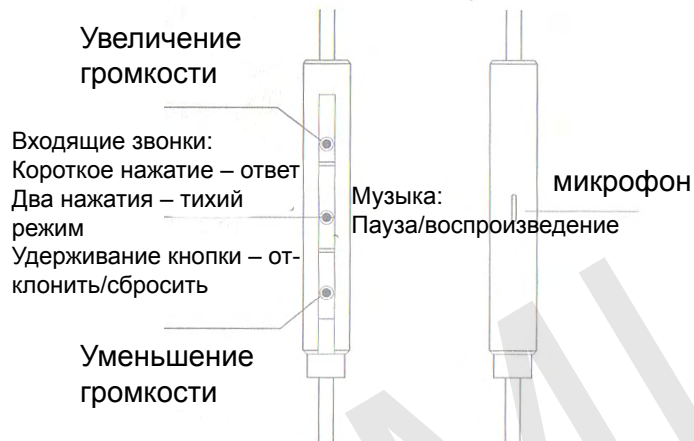 Увеличение
громкости
Входящие звонки:
Короткое нажатие – ответ
Два нажатия – тихий
режим
Удерживание кнопки – от-
клонить/сбросить
Музыка:
Пауза/воспроизведение
микрофон
Уменьшение
громкости